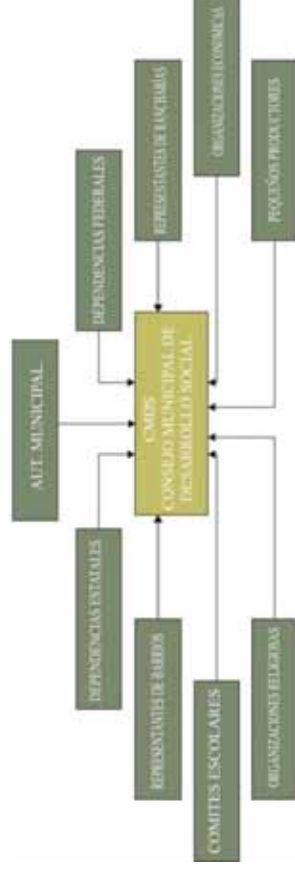 AUT. MUNICIPAL
DEPENDENCIAS ESTATALES
DEPENDENCIAS FEDERALES
REPRESENTANTES DE BARRIOS
CMDS
CONSEJO MUNICIPAL DE
DESARROLLO SOCIAL
REPRESENTANTES DE RANCHARÍAS
COMITES ESCOLARES
ORGANIZACIONES ECONÓMICAS
ORGANIZACIONES RELIGIOSAS
PEQUEÑOS PRODUCTORES